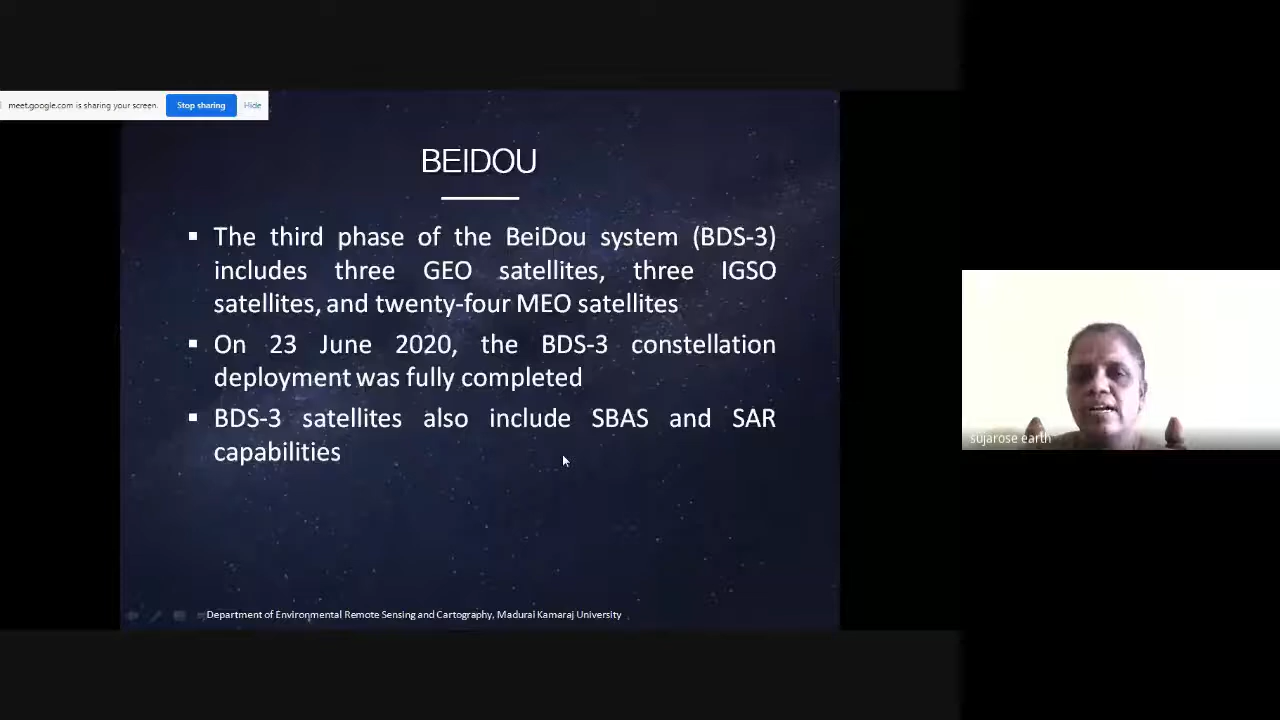 meet.google.com is sharing your screen.
Stop sharing
Hide
BEIDOU
▪ The third phase of the BeiDou system (BDS-3)
includes three GEO satellites, three IGSO
satellites, and twenty-four MEO satellites
▪ On 23 June 2020, the BDS-3 constellation
deployment was fully completed
▪ BDS-3 satellites also include SBAS and SAR
capabilities
sujarose earth
Department of Environmental Remote Sensing and Cartography, Madurai Kamaraj University